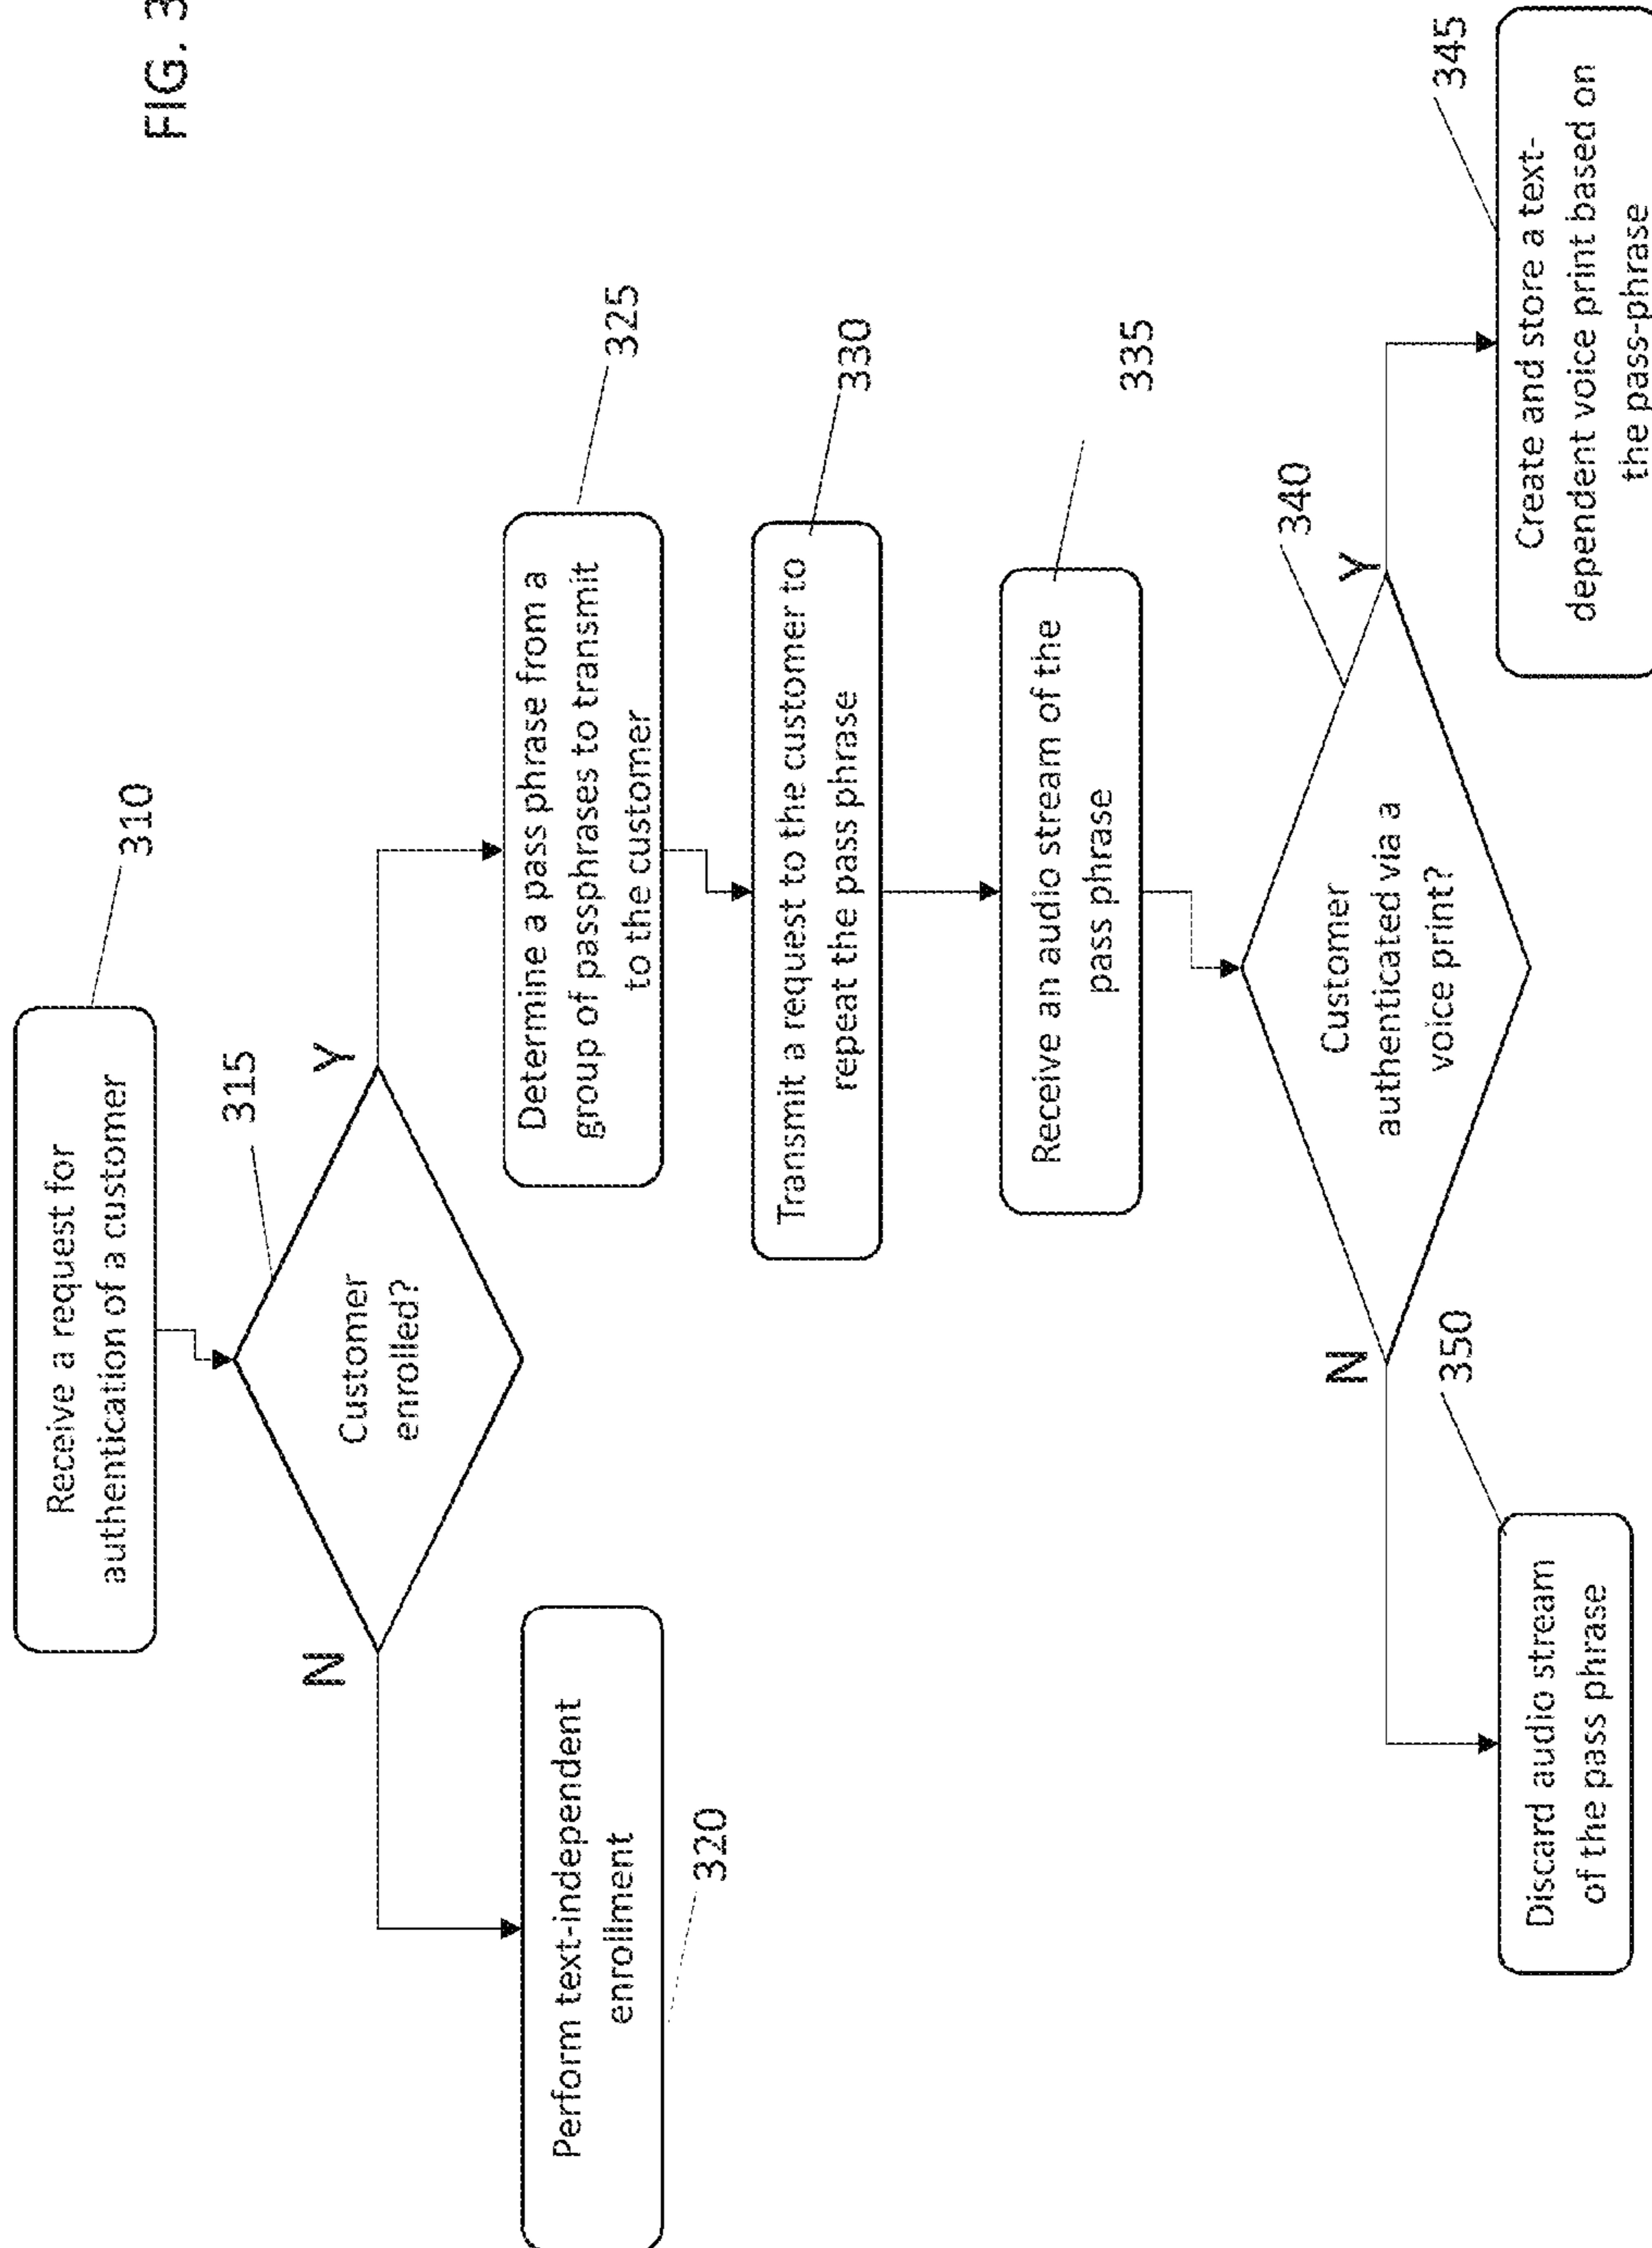 FIG. 3
Receive a request for
authentication of a customer
310
315
Customer
enrolled?
N
Y
Perform text-independent
enrollment
320
Determine a pass phrase from a
group of passphrases to transmit
to the customer
325
Transmit a request to the customer to
repeat the pass phrase
330
Receive an audio stream of the
pass phrase
335
Customer
authenticated via a
voice print?
340
N
Y
350
Discard audio stream
of the pass phrase
345
Create and store a text-
dependent voice print based on
the pass-phrase